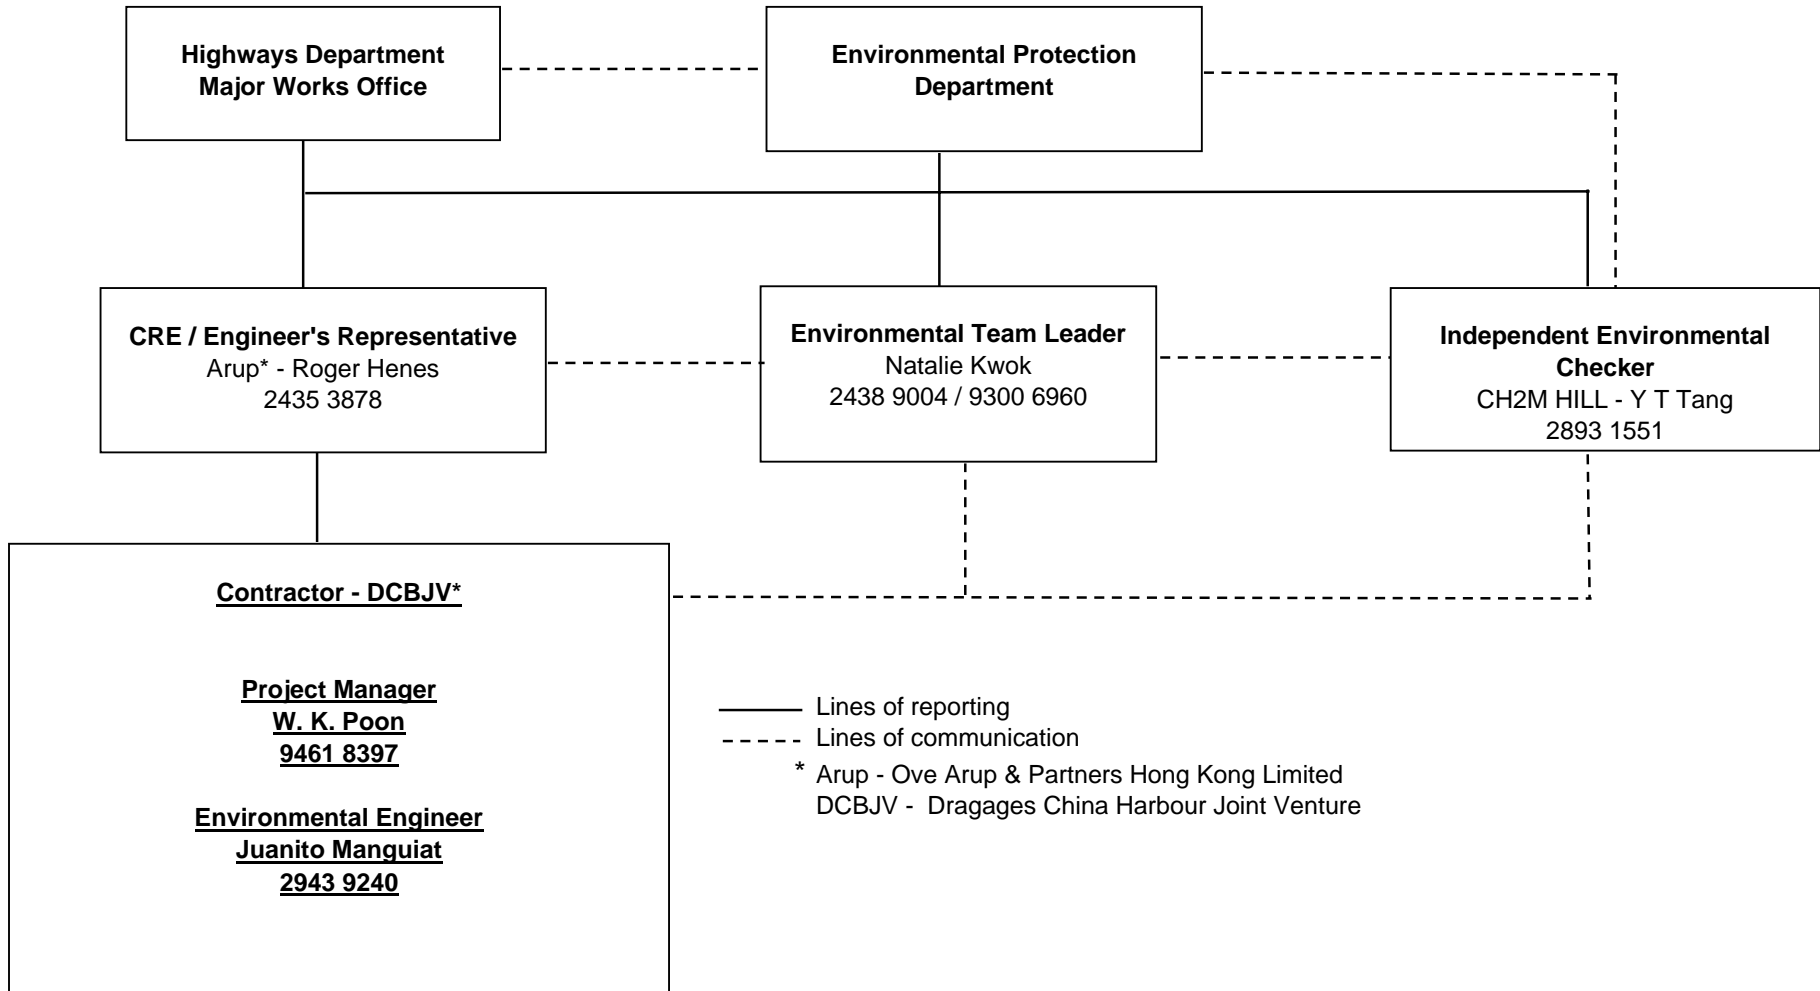 Highways Department
Major Works Office
Environmental Protection
Department
CRE / Engineer's Representative
Arup* - Roger Henes
2435 3878
Environmental Team Leader
Natalie Kwok
2438 9004 / 9300 6960
Independent Environmental
Checker
CH2M HILL - Y T Tang
2893 1551
Contractor - DCBJV*
Project Manager
W. K. Poon
9461 8397
Environmental Engineer
Juanito Manguiat
2943 9240
Lines of reporting
Lines of communication
* Arup - Ove Arup & Partners Hong Kong Limited
DCBJV - Dragages China Harbour Joint Venture